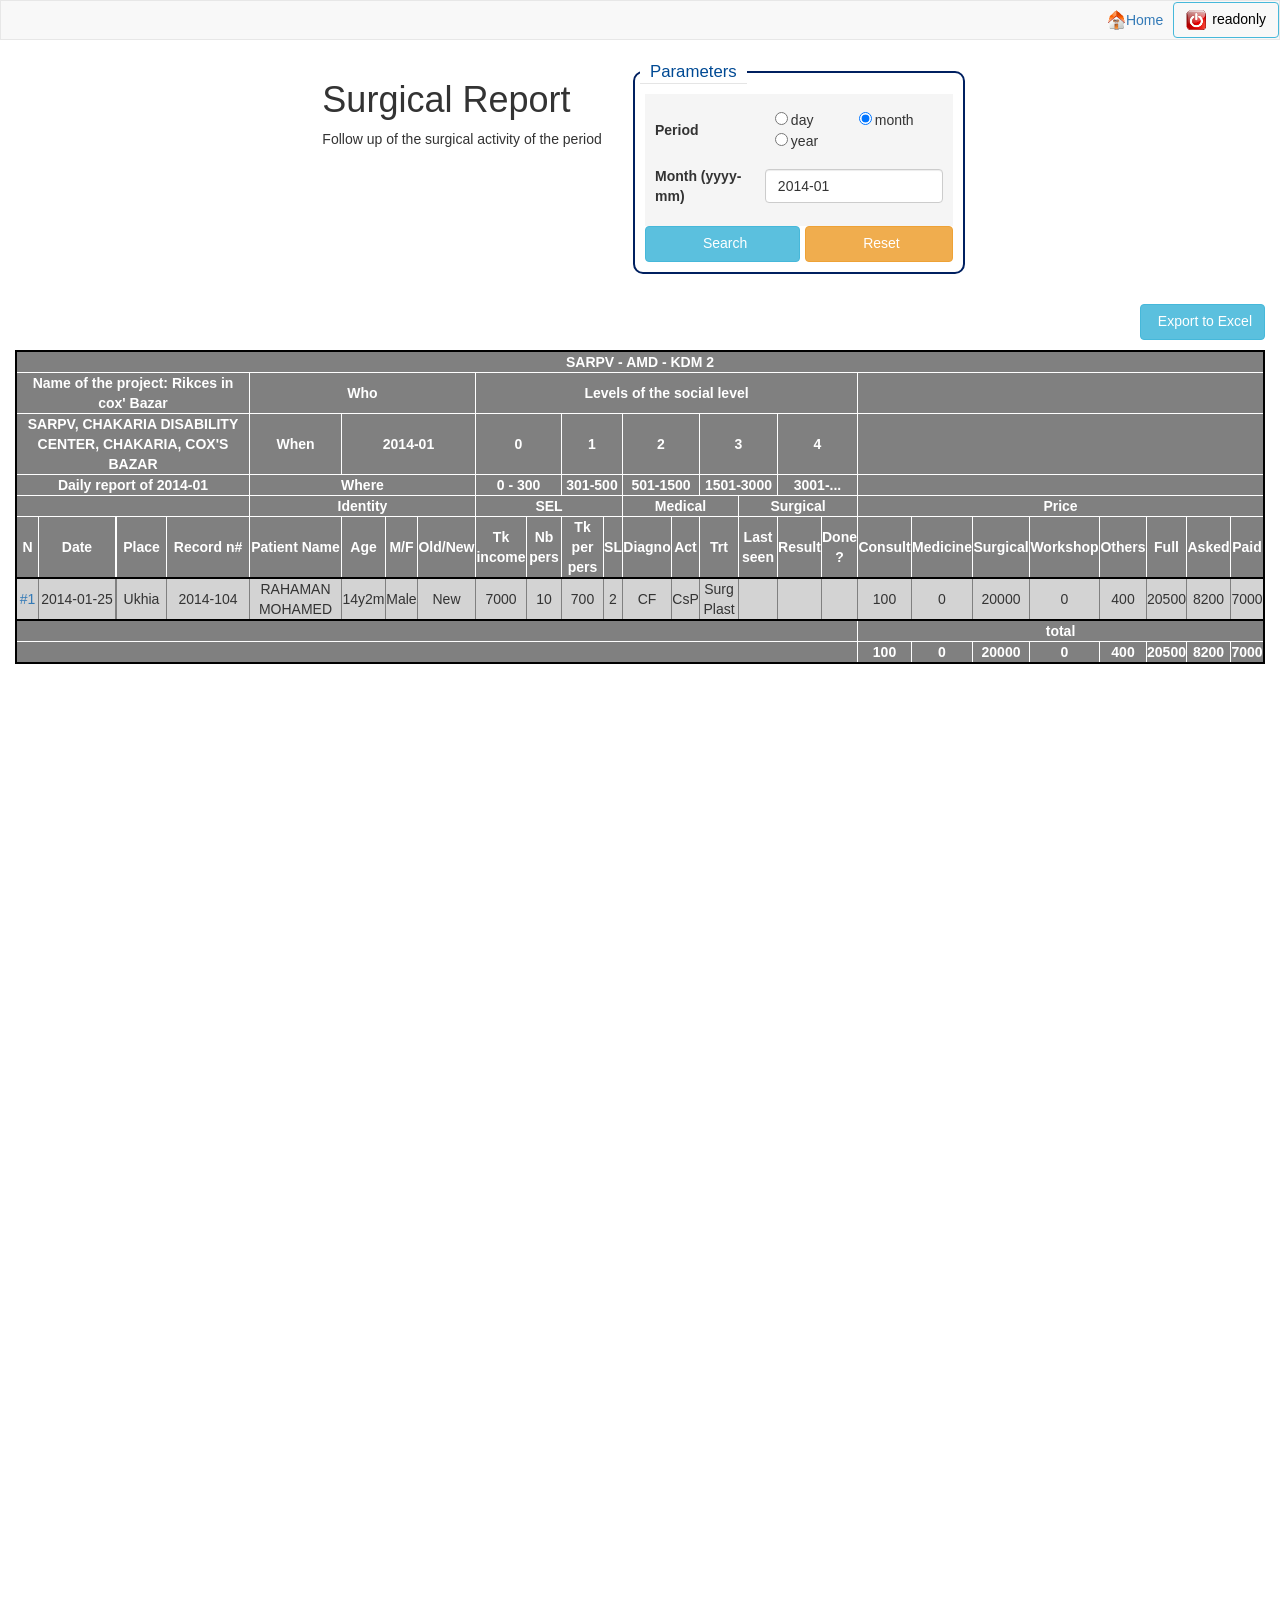 Home readonly
Parameters
Surgical Report
Follow up of the surgical activity of the period
Period
day month
year
Month (yyyy-
mm)
2014-01
Search Reset
Export to Excel
SARPV - AMD - KDM 2
Name of the project: Rikces in
cox' Bazar
Who
Levels of the social level
SARPV, CHAKARIA DISABILITY
CENTER, CHAKARIA, COX'S
BAZAR
When 2014-01 0 1 2 3 4
Daily report of 2014-01 Where 0 - 300 301-500 501-1500 1501-3000 3001-...
Identity SEL Medical Surgical Price
N Date Place Record n# Patient Name Age M/F Old/New
Tk
income
Nb
pers
Tk
per
pers
SL Diagno Act Trt
Last
seen
Result
Done
?
Consult Medicine Surgical Workshop Others Full Asked Paid
#1 2014-01-25 Ukhia 2014-104
RAHAMAN
MOHAMED
14y2m Male New 7000 10 700 2 CF CsP
Surg
Plast
100 0 20000 0 400 20500 8200 7000
total
100 0 20000 0 400 20500 8200 7000